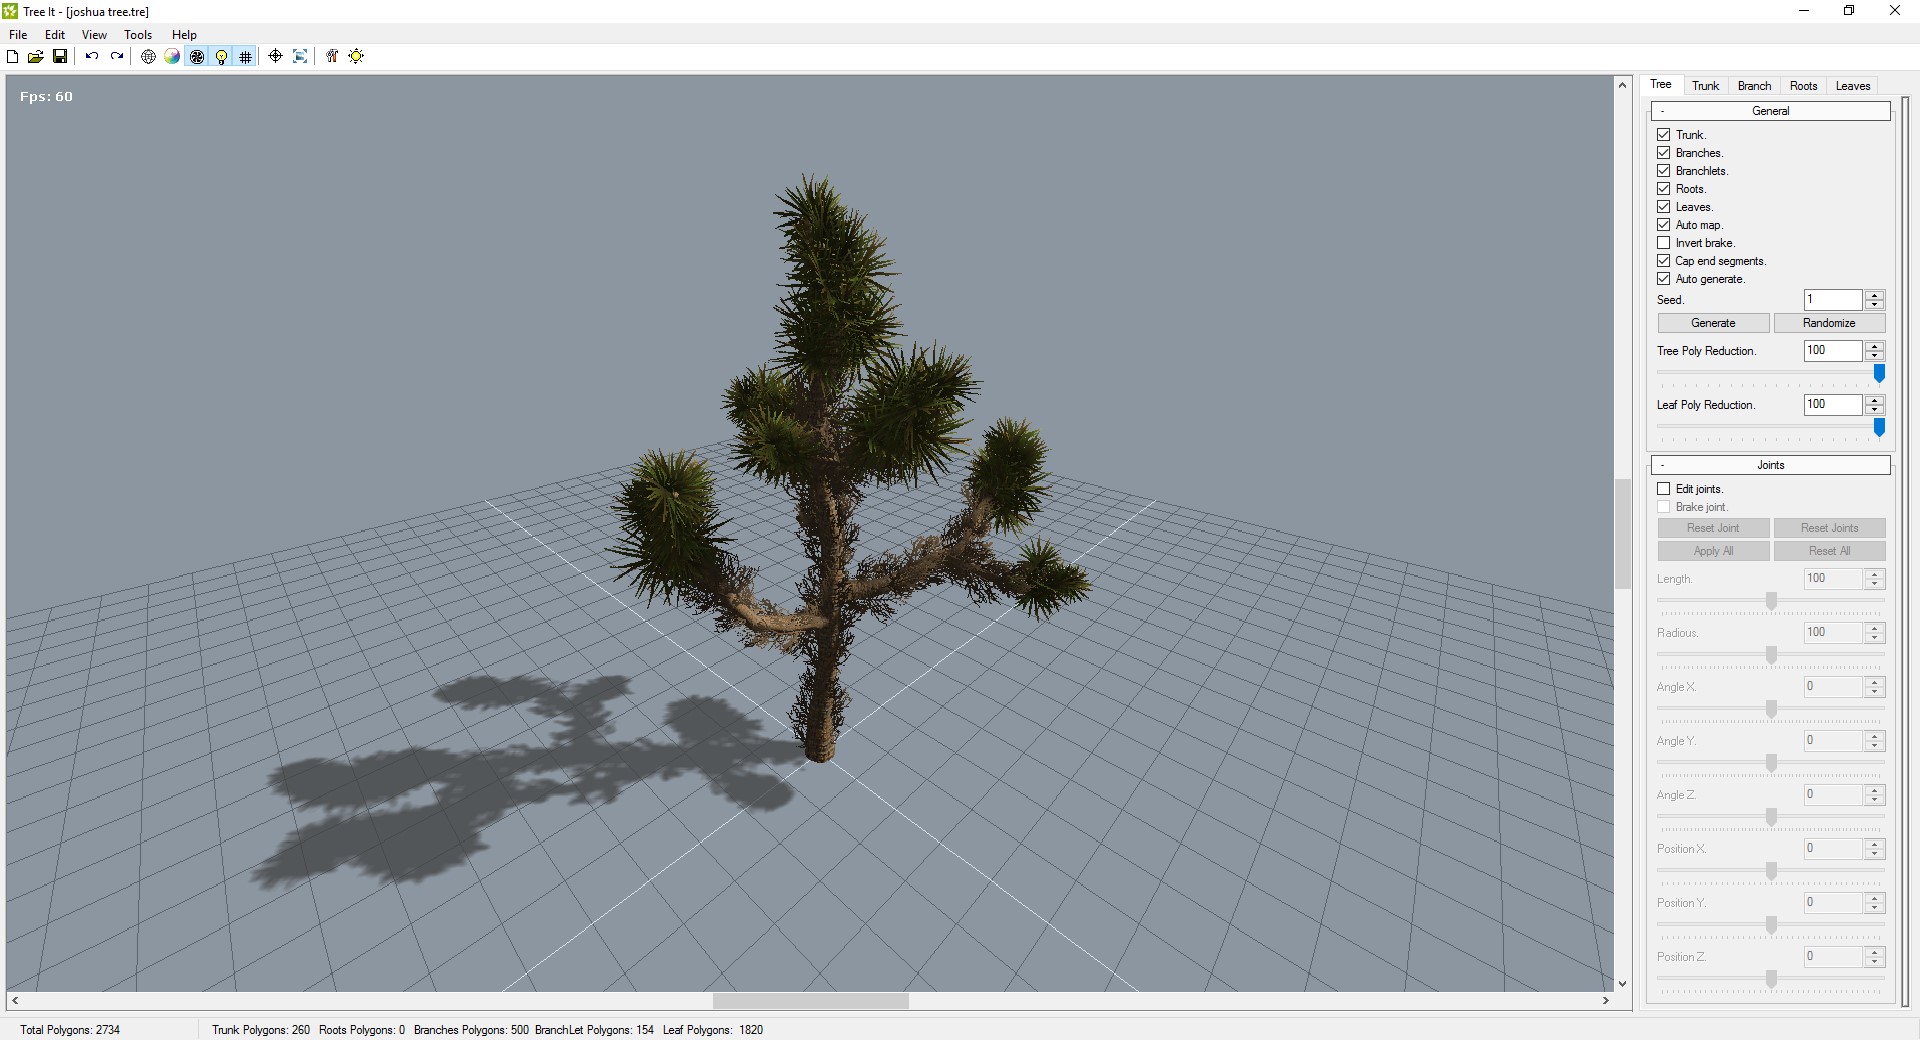 Tree It - [joshua tree.tre]
File Edit View Tools Help
Fps: 60
Tree Trunk Branch Roots Leaves
- General
Trunk.
Branches.
Branchlets.
Roots.
Leaves.
Auto map.
Invert brake.
Cap end segments.
Auto generate.
Seed. 1
Generate Randomize
Tree Poly Reduction. 100
Leaf Poly Reduction. 100
- Joints
Edit joints.
Brake joint.
Reset Joint Reset Joints
Apply All Reset All
Length. 100
Radious. 100
Angle X. 0
Angle Y. 0
Angle Z. 0
Position X. 0
Position Y. 0
Position Z. 0
Total Polygons: 2734 Trunk Polygons: 260 Roots Polygons: 0 Branches Polygons: 500 BranchLet Polygons: 154 Leaf Polygons: 1820